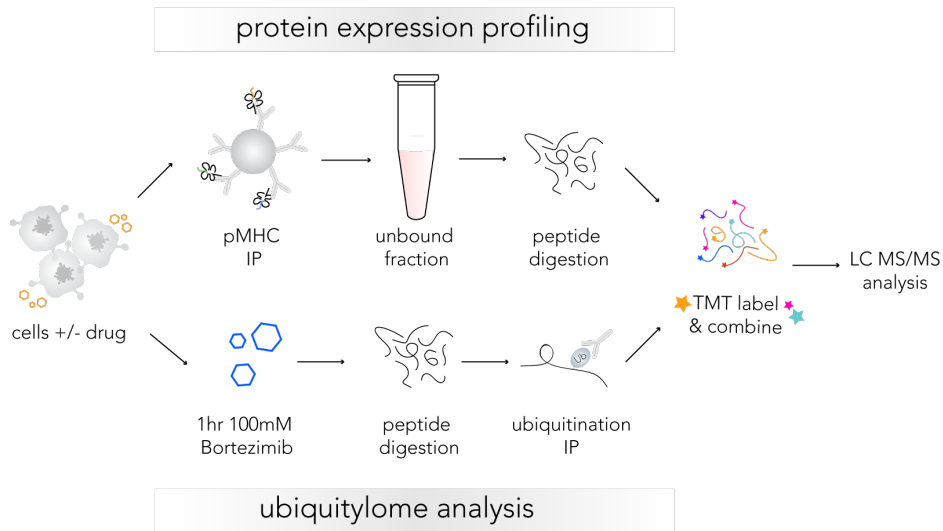 protein expression profiling
pMHC
IP
unbound
fraction
peptide
digestion
cells +/- drug
TMT label
& combine
LC MS/MS
analysis
1hr 100mM
Bortezimib
peptide
digestion
Ub
ubiquitination
IP
ubiquitylome analysis